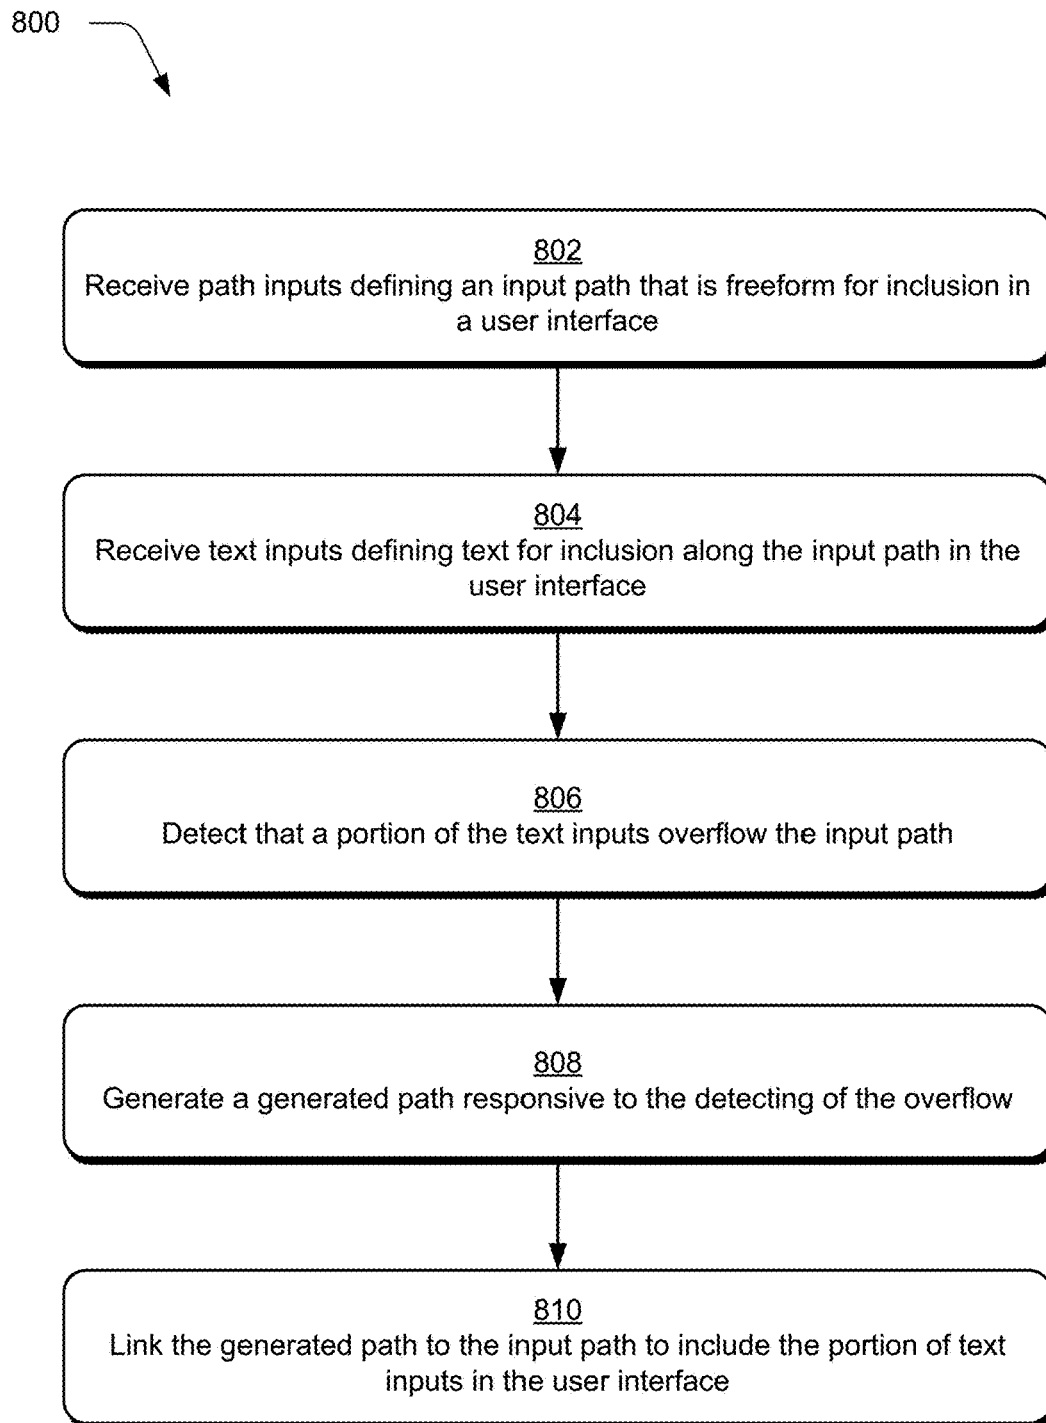 800
802
Receive path inputs defining an input path that is freeform for inclusion in
a user interface
804
Receive text inputs defining text for inclusion along the input path in the
user interface
806
Detect that a portion of the text inputs overflow the input path
808
Generate a generated path responsive to the detecting of the overflow
810
Link the generated path to the input path to include the portion of text
inputs in the user interface